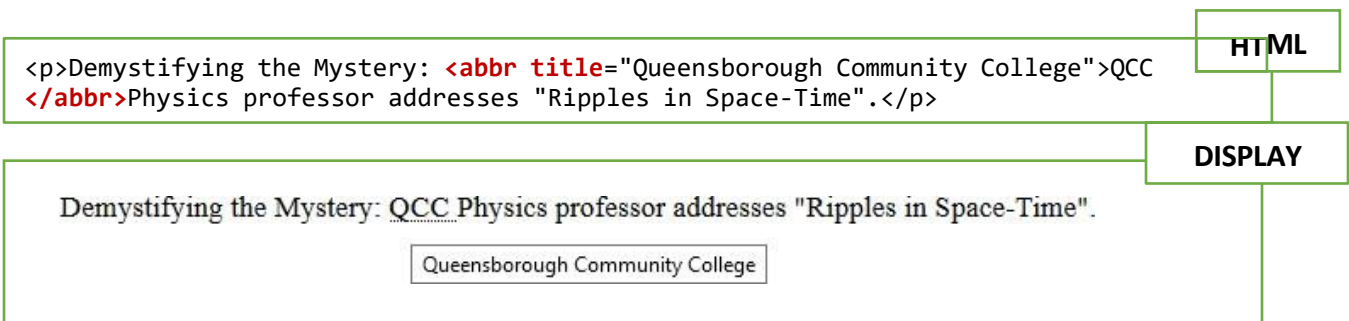 HTML
<p>Demystifying the Mystery: <abbr title="Queensborough Community College">QCC
</abbr>Physics professor addresses "Ripples in Space-Time".</p>
DISPLAY
Demystifying the Mystery: QCC Physics professor addresses "Ripples in Space-Time".
Queensborough Community College